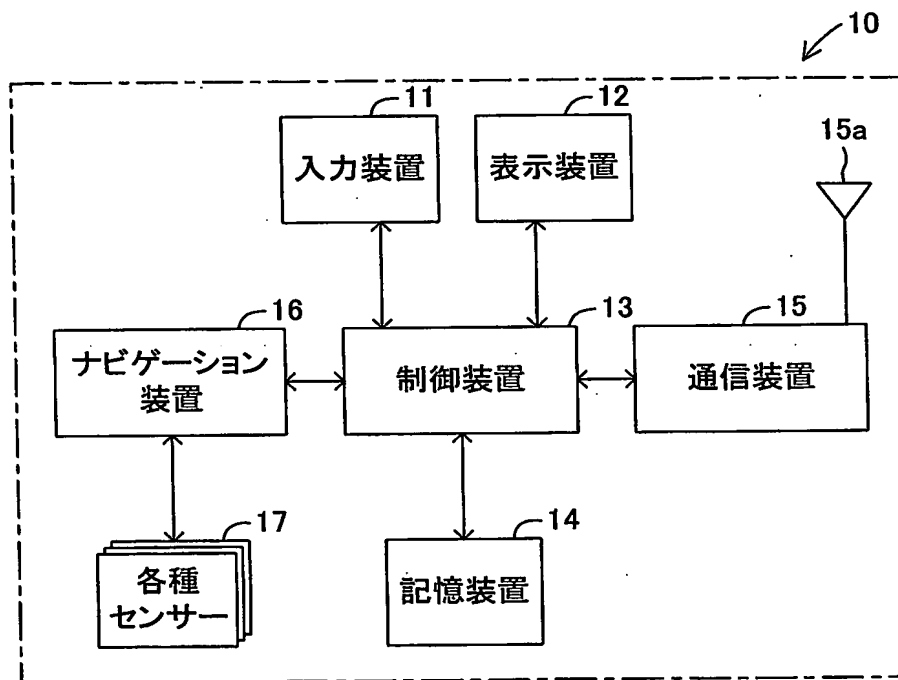 10
11
入力装置
12
表示装置
15a
16
ナビゲーション
装置
13
制御装置
15
通信装置
17
各種
センサー
14
記憶装置